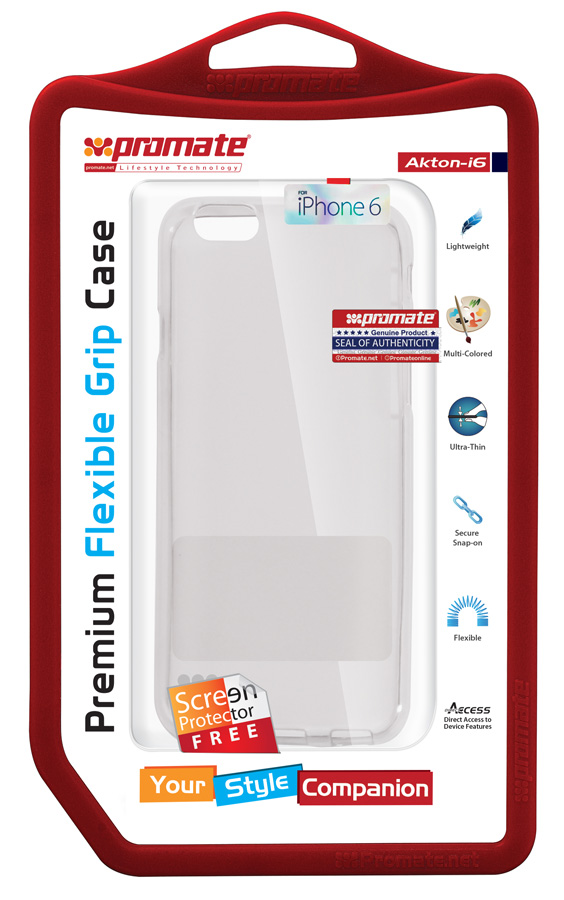 promate
promate
promate.net Lifestyle Technology
Akton-i6
FOR
iPhone 6
Premium Flexible Grip Case
Lightweight
promate
Genuine Product
SEAL OF AUTHENTICITY
Promate.net Promateonline
Multi-Colored
Ultra-Thin
Secure
Snap-on
Flexible
Access
Direct Access to
Device Features
Screen
Protector
FREE
Your Style Companion
promate
Promate.net